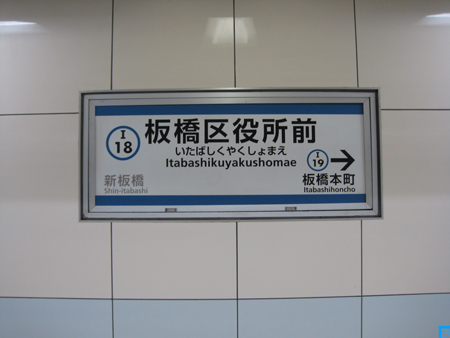 I
18
板橋区役所前
いたばしくやくしょまえ
Itabashikuyakushomae
新板橋
Shin-itabashi
I
19
板橋本町
Itabashihoncho